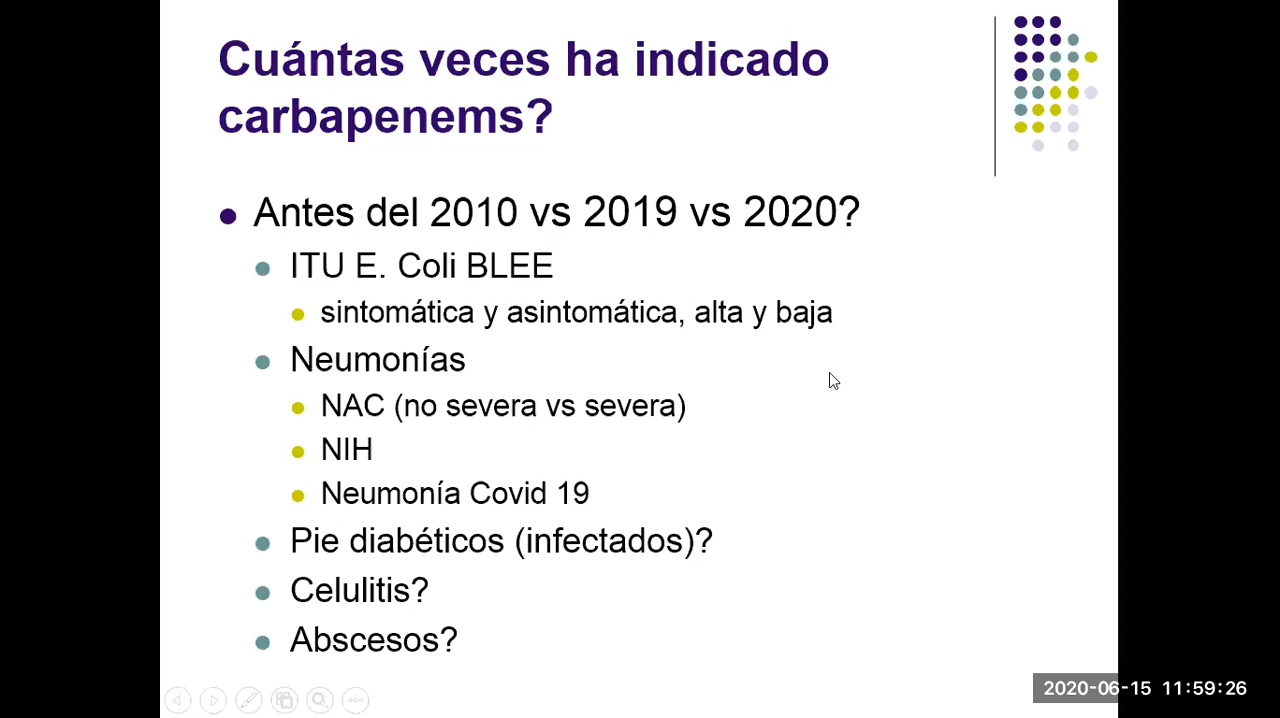 Cuántas veces ha indicado
carbapenems?
Antes del 2010 vs 2019 vs 2020?
ITU E. Coli BLEE
sintomática y asintomática, alta y baja
Neumonías
NAC (no severa vs severa)
NIH
Neumonía Covid 19
Pie diabéticos (infectados)?
Celulitis?
Abscesos?
2020-06-15 11:59:26